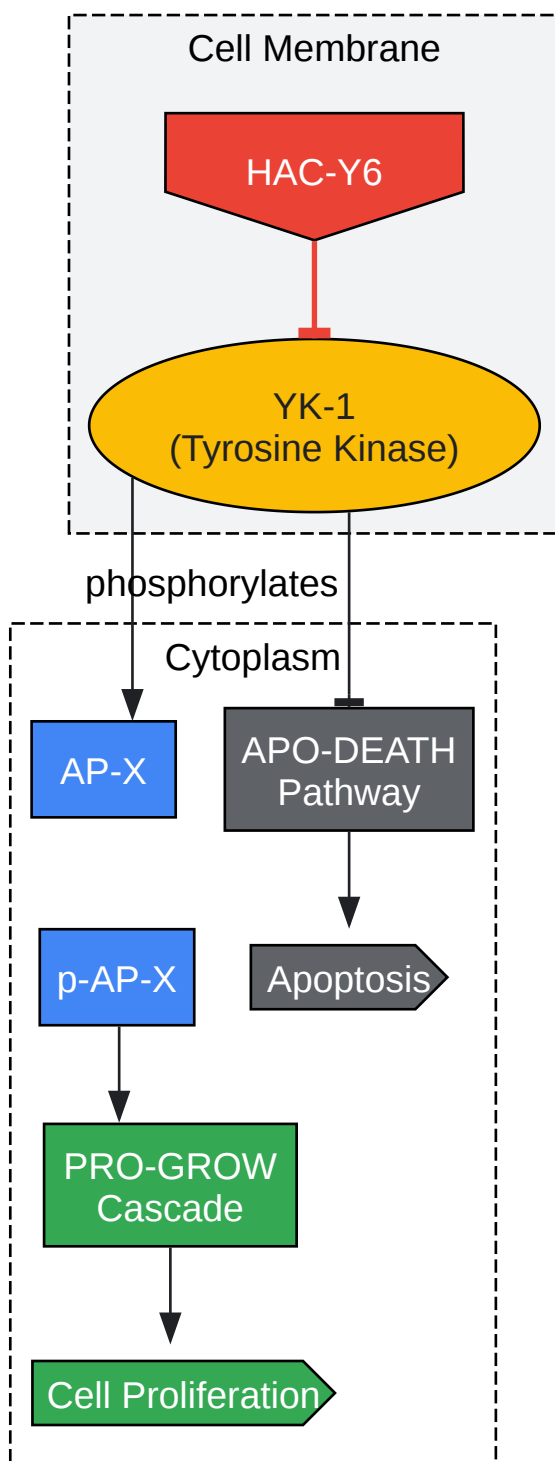 Cell Membrane
HAC-Y6
YK-1
(Tyrosine Kinase)
phosphorylates
Cytoplasm
AP-X
APO-DEATH
Pathway
p-AP-X
Apoptosis
PRO-GROW
Cascade
Cell Proliferation